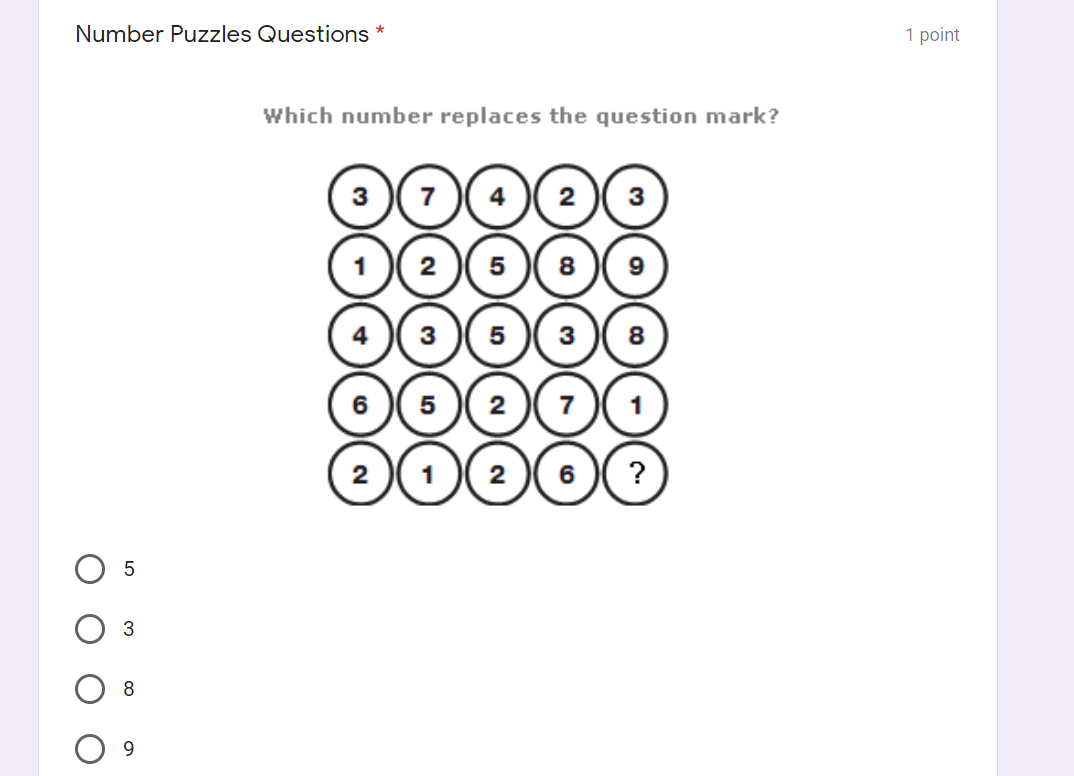 Number Puzzles Questions *
1 point
Which number replaces the question mark?
3 7 4 2 3
1 2 5 8 9
4 3 5 3 8
6 5 2 7 1
2 1 2 6 ?
5
3
8
9